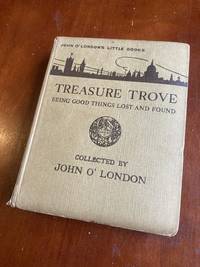 JOHN O'LONDON'S LITTLE BOOKS
TREASURE TROVE
BEING GOOD THINGS LOST AND FOUND
COLLECTED BY
JOHN O' LONDON